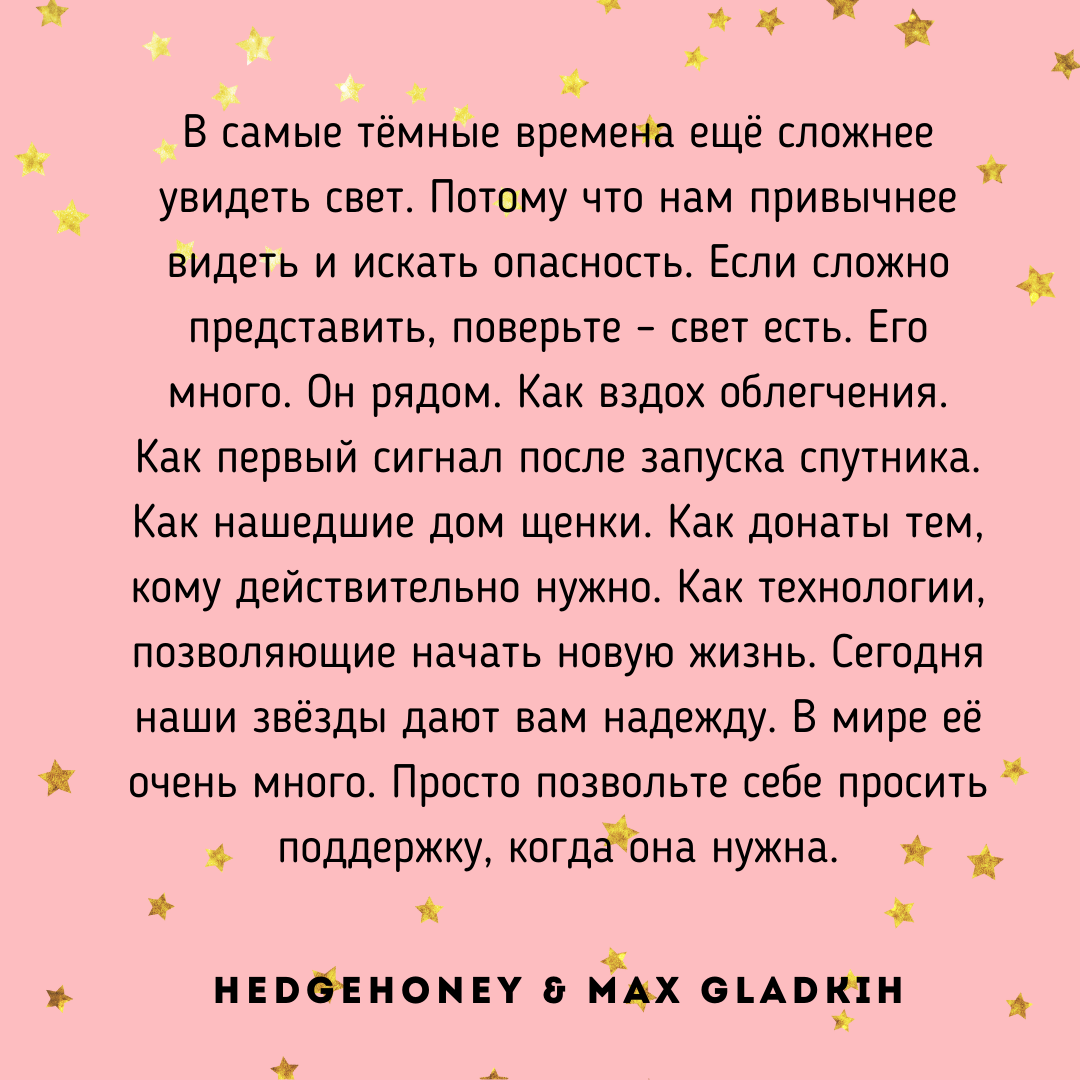 В самые тёмные времена ещё сложнее
увидеть свет. Потому что нам привычнее
видеть и искать опасность. Если сложно
представить, поверьте – свет есть. Его
много. Он рядом. Как вздох облегчения.
Как первый сигнал после запуска спутника.
Как нашедшие дом щенки. Как донаты тем,
кому действительно нужно. Как технологии,
позволяющие начать новую жизнь. Сегодня
наши звёзды дают вам надежду. В мире её
очень много. Просто позвольте себе просить
поддержку, когда она нужна.
HEDGEHONEY & MAX GLADKIH